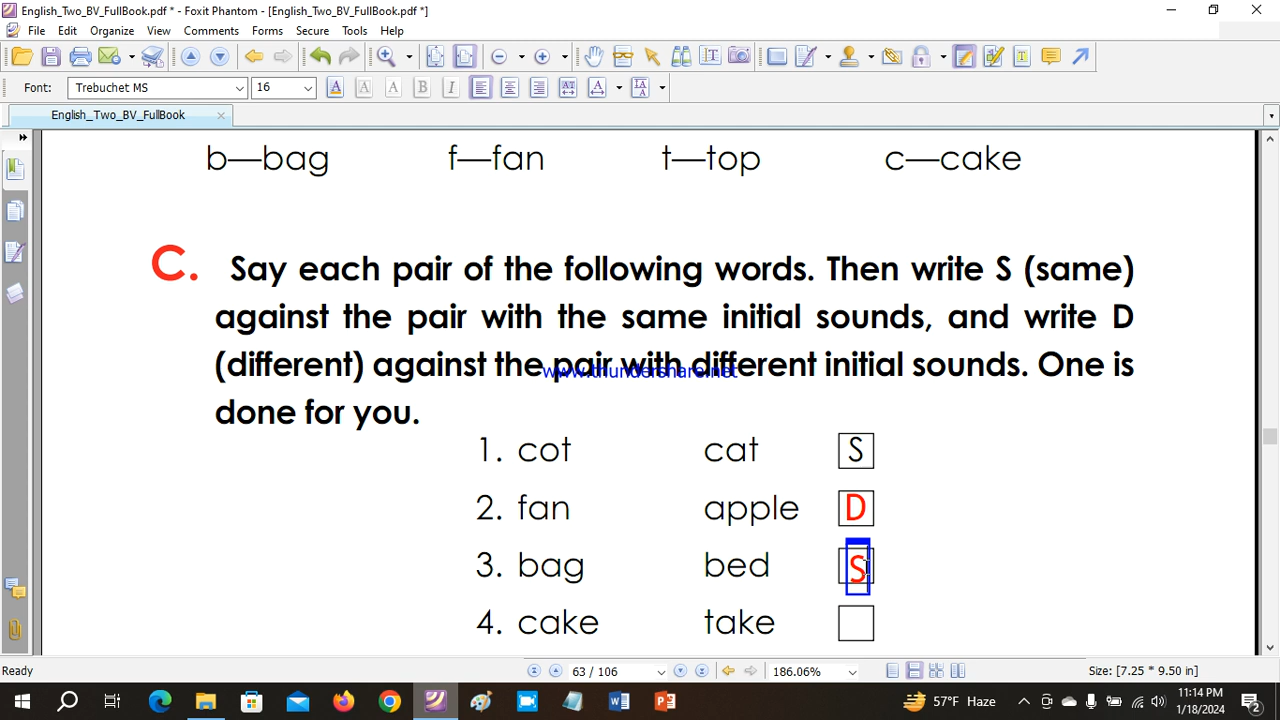 English_Two_BV_FullBook.pdf * - Foxit Phantom - [English_Two_BV_FullBook.pdf *]
File Edit Organize View Comments Forms Secure Tools Help
Font: Trebuchet MS 16
English_Two_BV_FullBook
b—bag f—fan t—top c—cake
C. Say each pair of the following words. Then write S (same)
against the pair with the same initial sounds, and write D
(different) against the pair with different initial sounds. One is
done for you.
www.thundershare.net
1. cot cat S
2. fan apple D
3. bag bed S
4. cake take
Ready 63 / 106 186.06% Size: [7.25 * 9.50 in]
57°F Haze 11:14 PM
1/18/2024 2